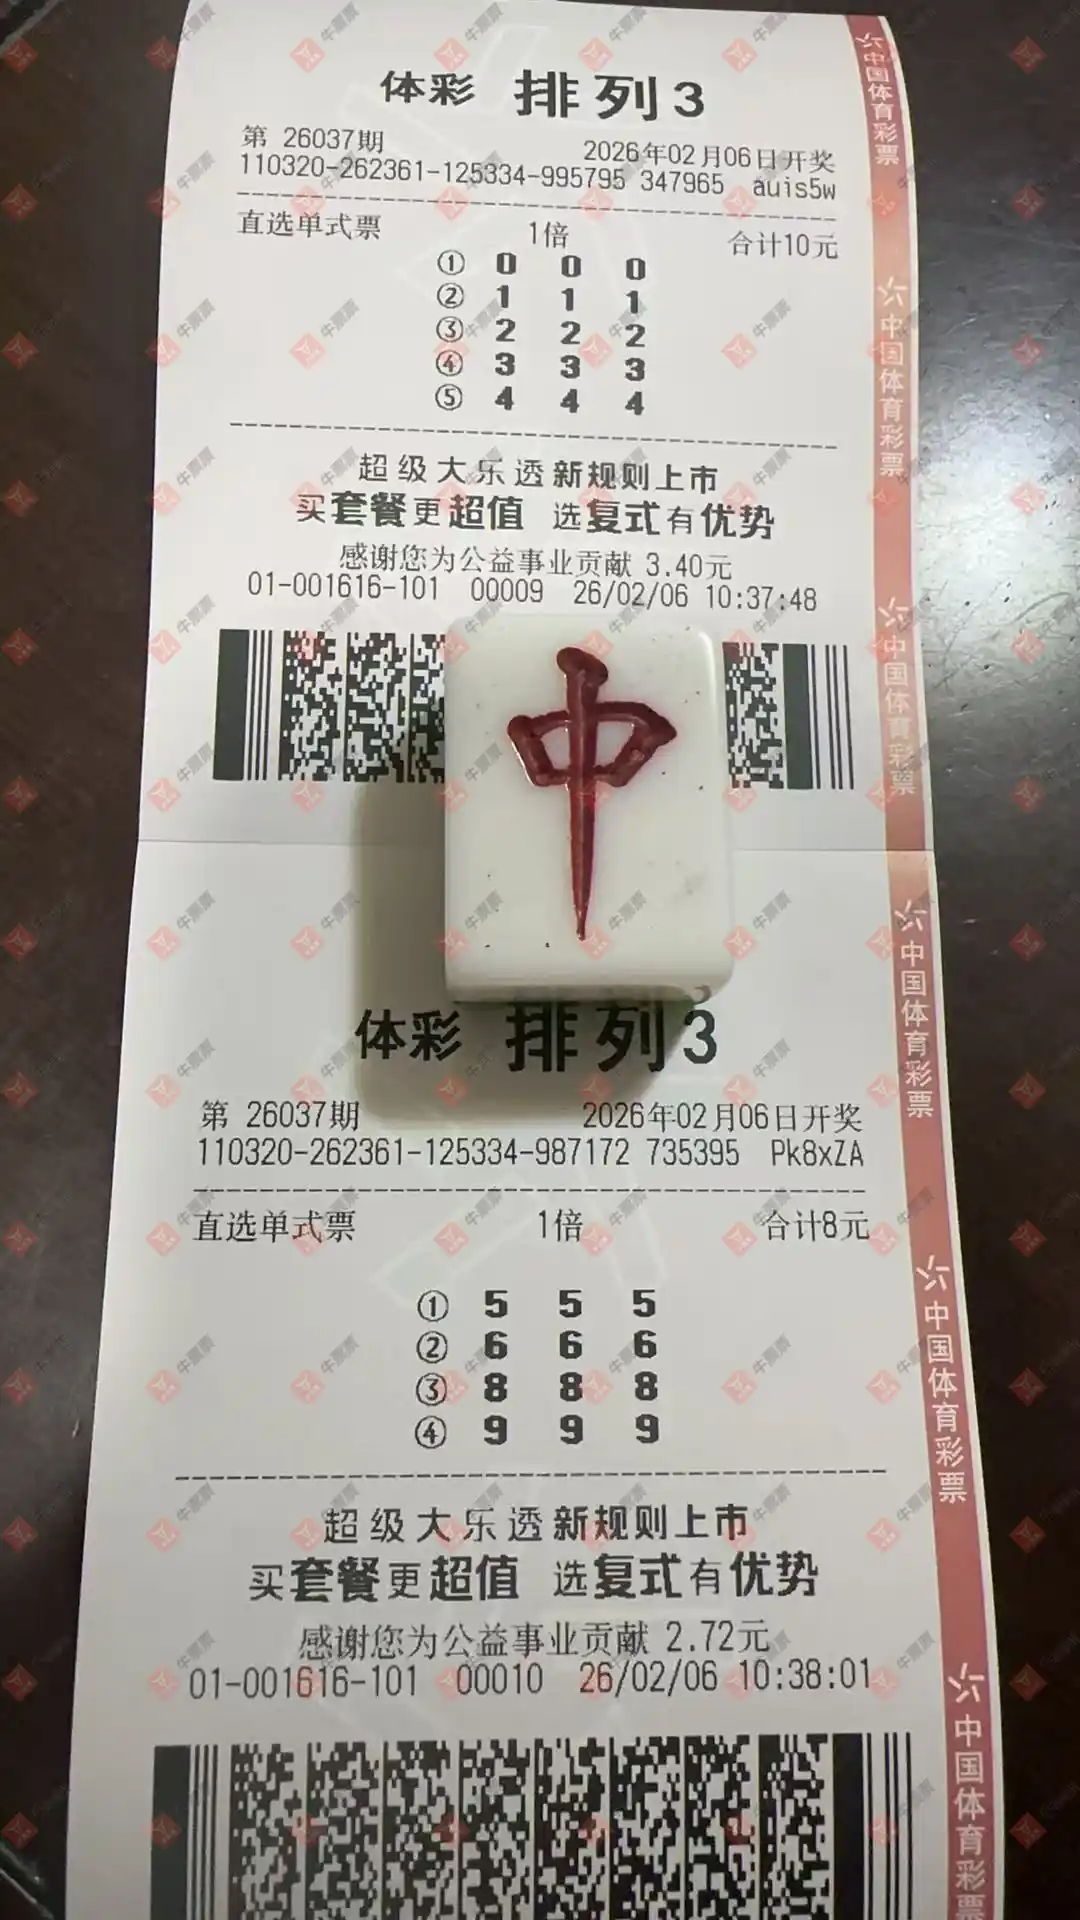 体彩 排列3
第 26037期 2026年02月06日开奖
110320-262361-125334-995795 347965 auis5w
直选单式票 1倍 合计10元
① 0 0 0
② 1 1 1
③ 2 2 2
④ 3 3 3
⑤ 4 4 4
超级大乐透新规则上市
买套餐更超值 选复式有优势
感谢您为公益事业贡献 3.40元
01-001616-101 00009 26/02/06 10:37:48
中
体彩 排列3
第 26037期 2026年02月06日开奖
110320-262361-125334-987172 735395 Pk8xZA
直选单式票 1倍 合计8元
① 5 5 5
② 6 6 6
③ 8 8 8
④ 9 9 9
超级大乐透新规则上市
买套餐更超值 选复式有优势
感谢您为公益事业贡献 2.72元
01-001616-101 00010 26/02/06 10:38:01
中国体育彩票
中国体育彩票
中国体育彩票
中国体育彩票
中国体育彩票
中国体育彩票
牛票票